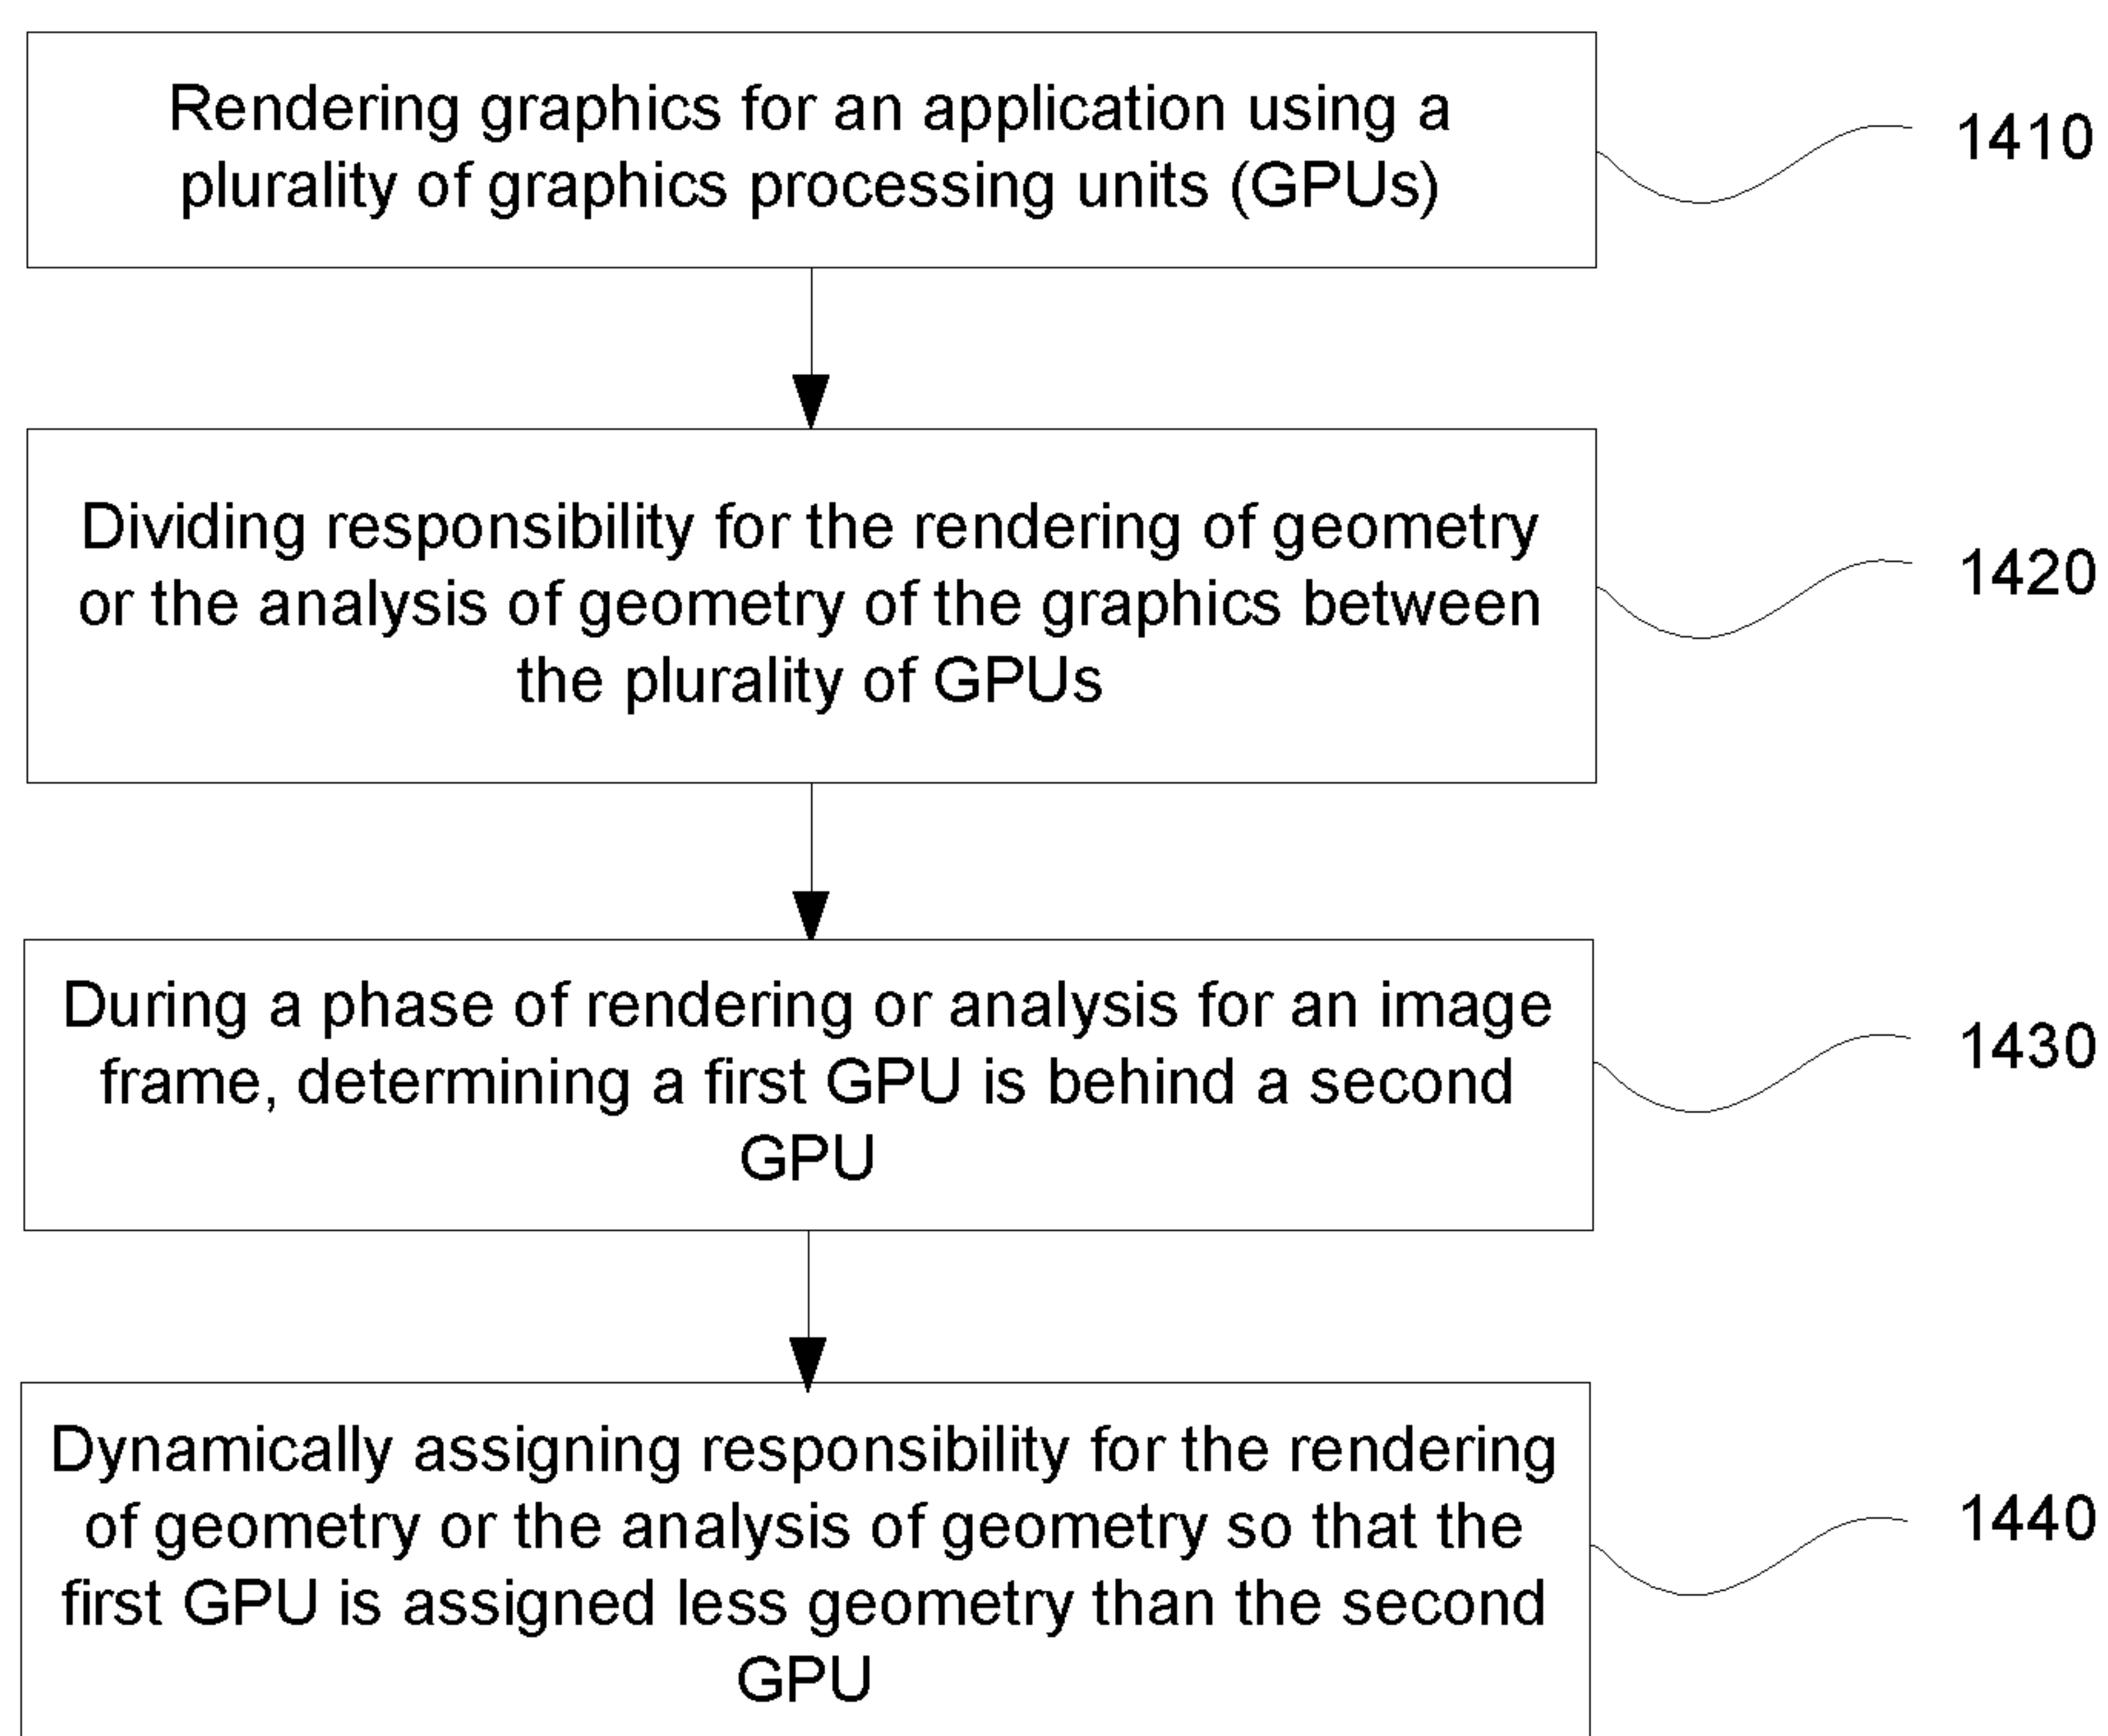 Rendering graphics for an application using a
plurality of graphics processing units (GPUs)
1410
Dividing responsibility for the rendering of geometry
or the analysis of geometry of the graphics between
the plurality of GPUs
1420
During a phase of rendering or analysis for an image
frame, determining a first GPU is behind a second
GPU
1430
Dynamically assigning responsibility for the rendering
of geometry or the analysis of geometry so that the
first GPU is assigned less geometry than the second
GPU
1440